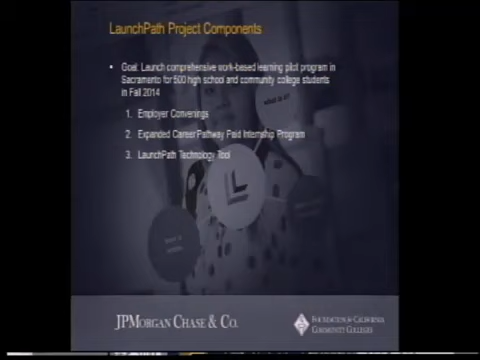 LaunchPath Project Components
• Goal: Launch comprehensive work-based learning pilot program in
Sacramento for 500 high school and community college students
in Fall 2014
1. Employer Convenings
2. Expanded Career Pathway Paid Internship Program
3. LaunchPath Technology Tool
JPMORGAN CHASE & CO.
FOUNDATION for CALIFORNIA
COMMUNITY COLLEGES